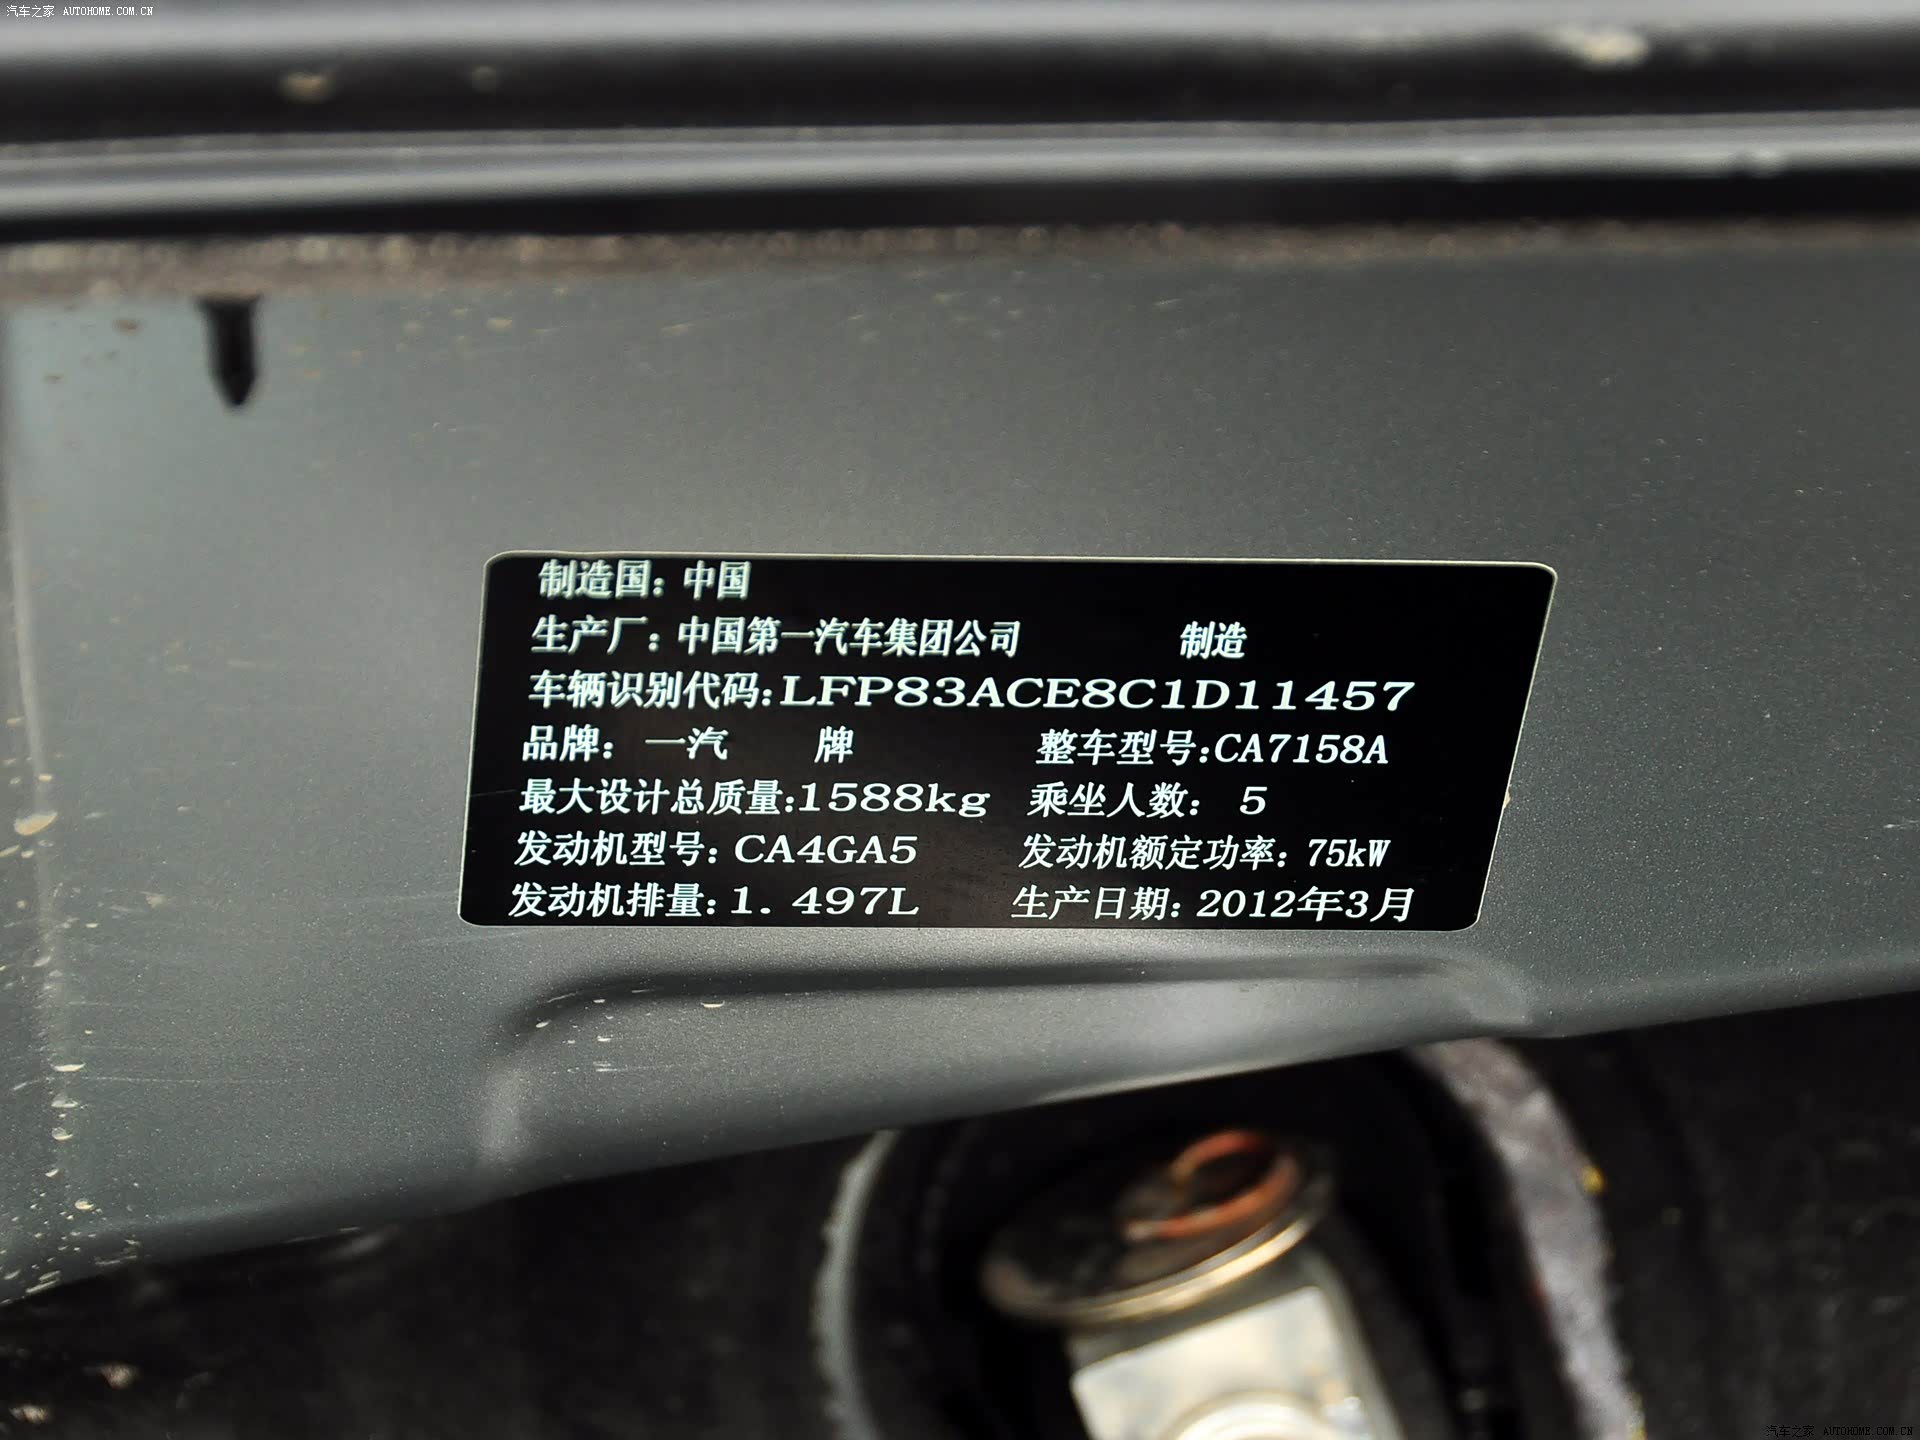 汽车之家 AUTOHOME.COM.CN
制造国：中国
生产厂：中国第一汽车集团公司 制造
车辆识别代码:LFP83ACE8C1D11457
品牌：一汽 牌 整车型号:CA7158A
最大设计总质量:1588kg 乘坐人数：5
发动机型号：CA4GA5 发动机额定功率：75kW
发动机排量：1.497L 生产日期：2012年3月
汽车之家 AUTOHOME.COM.CN